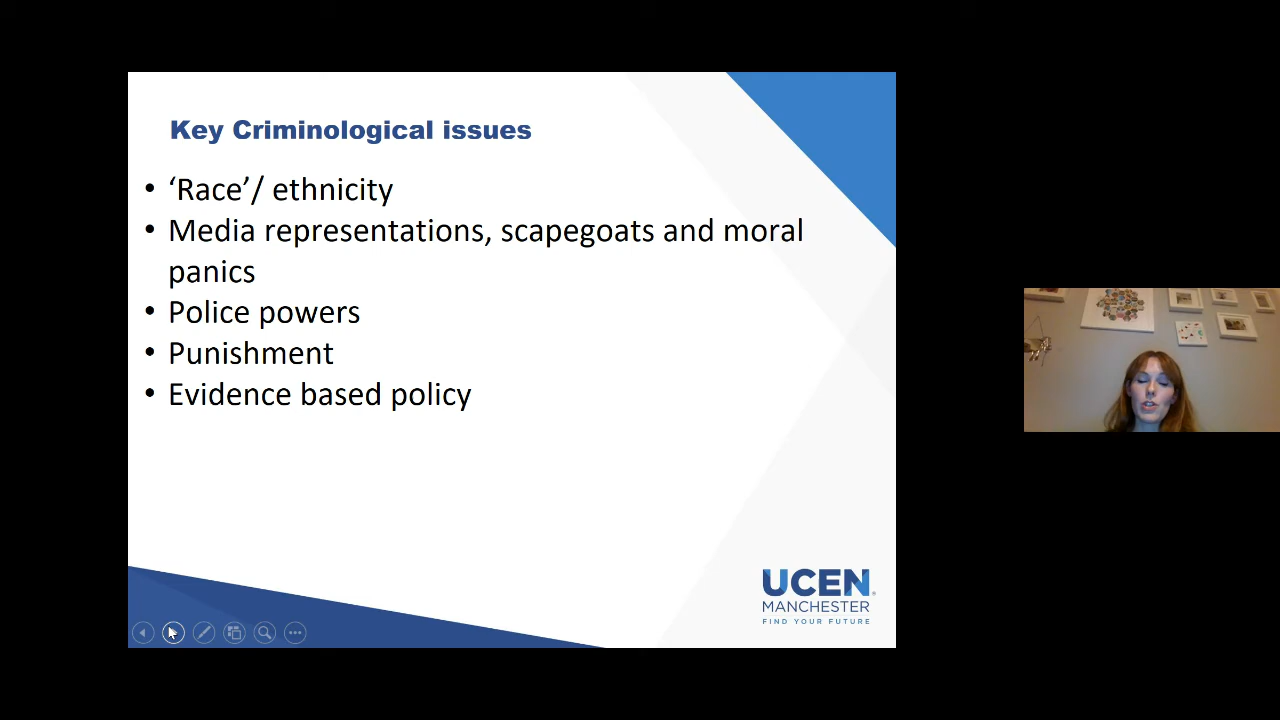 Key Criminological issues
• ‘Race’/ ethnicity
• Media representations, scapegoats and moral
panics
• Police powers
• Punishment
• Evidence based policy
UCEN
MANCHESTER
FIND YOUR FUTURE